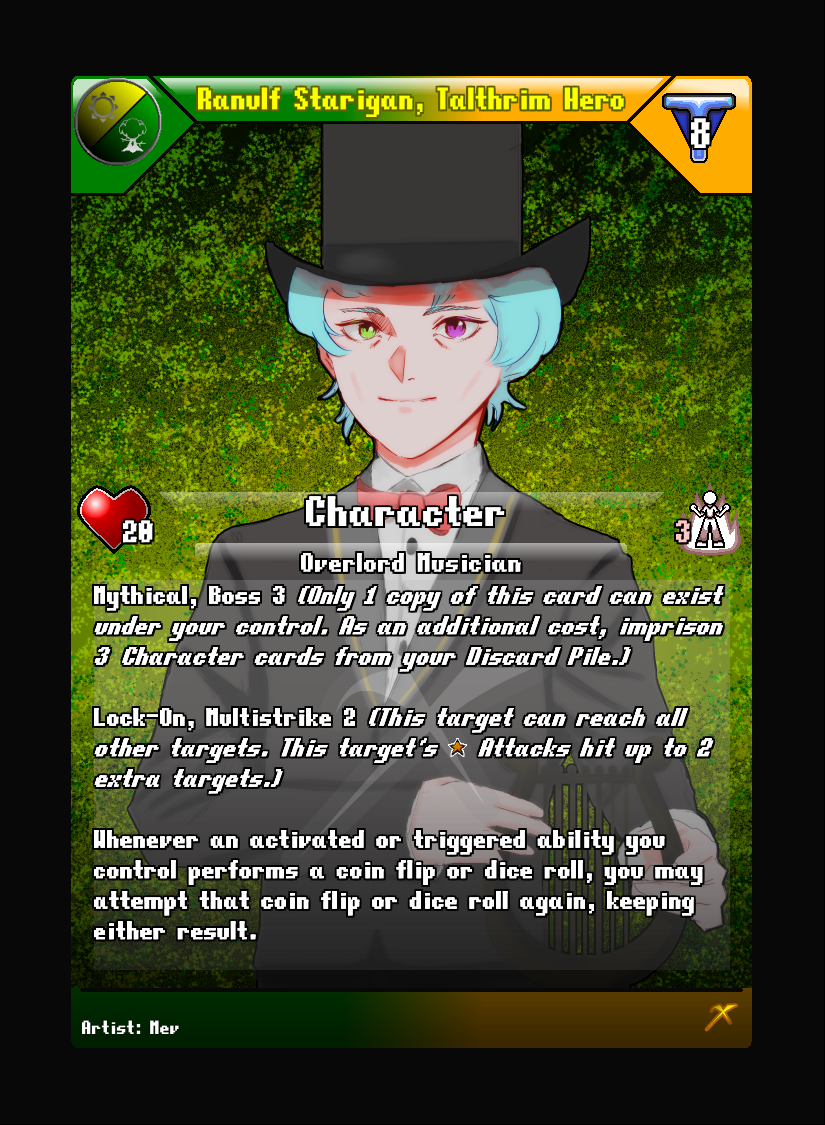 Ranulf Starigan, Talthrim Hero
8
20
Character
3
Overlord Musician
Mythical, Boss 3 (Only 1 copy of this card can exist
under your control. As an additional cost, imprison
3 Character cards from your Discard Pile.)
Lock-On, Multistrike 2 (This target can reach all
other targets. This target's Attacks hit up to 2
extra targets.)
Whenever an activated or triggered ability you
control performs a coin flip or dice roll, you may
attempt that coin flip or dice roll again, keeping
either result.
Artist: Mev